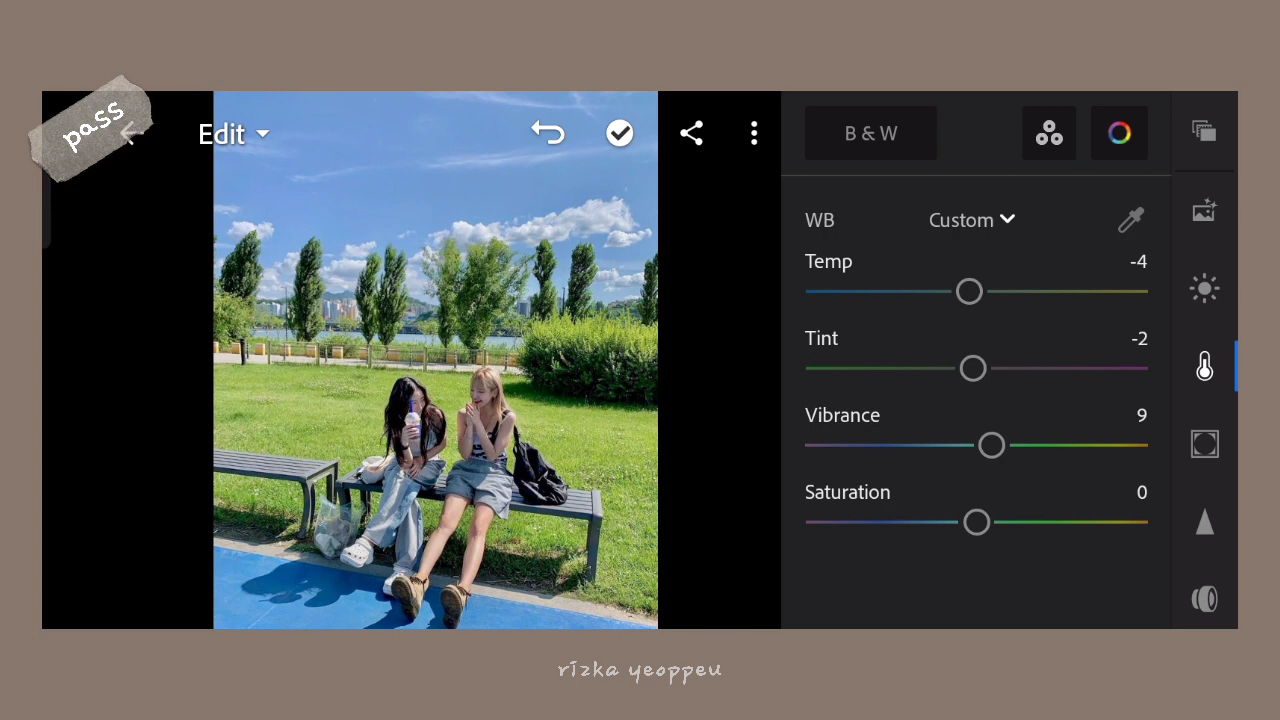 pass
Edit
B & W
WB Custom
Temp -4
Tint -2
Vibrance 9
Saturation 0
rizka yeoppeu